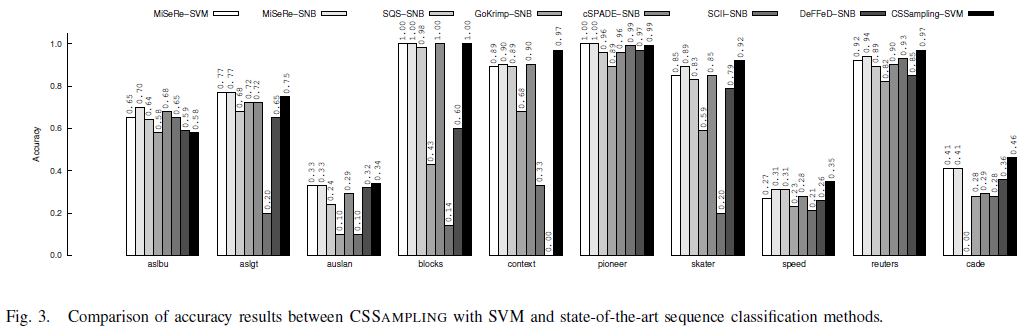 MiSeRe-SVM MiSeRe-SNB SQS-SNB GoKrimp-SNB cSPADE-SNB SCII-SNB DeFFeD-SNB CSSampling-SVM
1.0
0.8
0.6
0.4
0.2
0.0
Accuracy
0.65 0.70 0.64 0.58 0.68 0.65 0.59 0.58
0.77 0.77 0.68 0.72 0.72 0.20 0.65 0.75
0.33 0.33 0.24 0.10 0.29 0.10 0.32 0.34
1.00 1.00 0.98 0.43 1.00 0.14 0.60 1.00
0.89 0.90 0.89 0.68 0.90 0.33 0.00 0.97
1.00 1.00 0.96 0.89 0.96 0.99 0.97 0.99
0.85 0.89 0.83 0.59 0.85 0.20 0.79 0.92
0.27 0.31 0.31 0.23 0.28 0.21 0.26 0.35
0.92 0.94 0.89 0.82 0.90 0.93 0.85 0.97
0.41 0.41 0.00 0.28 0.29 0.28 0.36 0.46
aslbu aslgt auslan blocks context pioneer skater speed reuters cade
Fig. 3. Comparison of accuracy results between CSSAMPLING with SVM and state-of-the-art sequence classification methods.